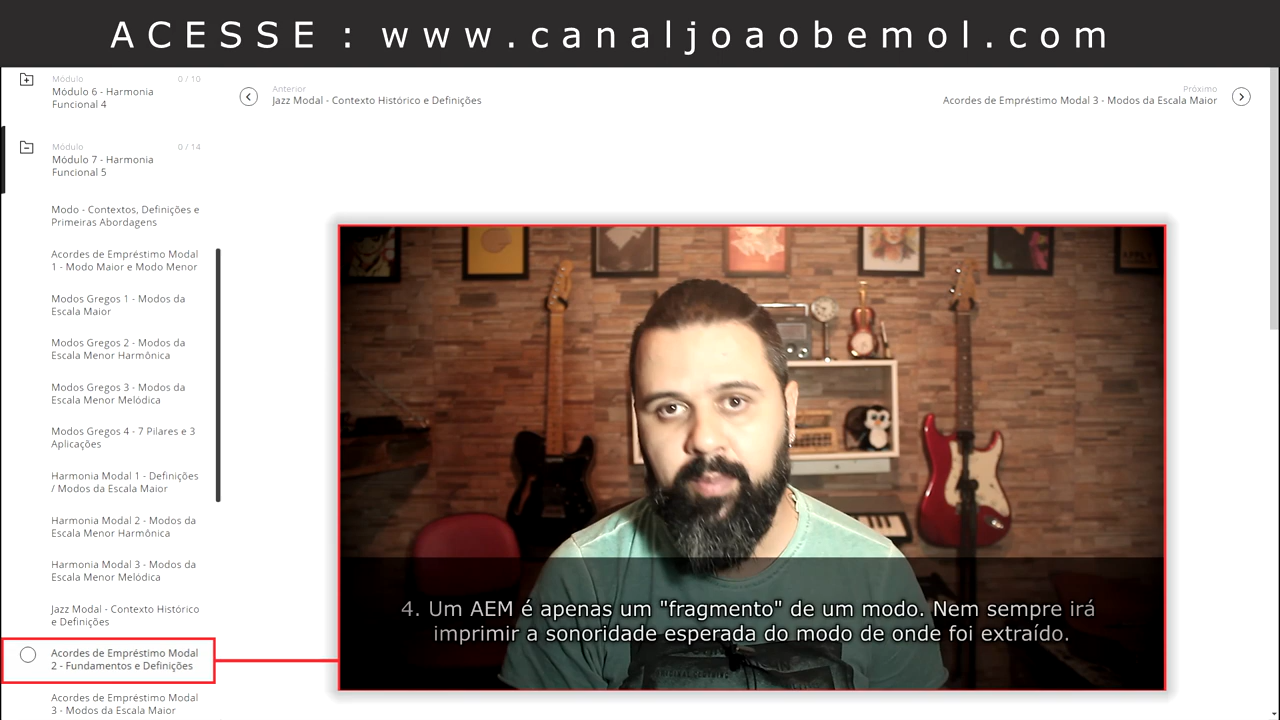 ACESSE : www.canaljoaobemol.com
Módulo 0 / 10
Módulo 6 - Harmonia
Funcional 4
Módulo 0 / 14
Módulo 7 - Harmonia
Funcional 5
Modo - Contextos, Definições e
Primeiras Abordagens
Acordes de Empréstimo Modal
1 - Modo Maior e Modo Menor
Modos Gregos 1 - Modos da
Escala Maior
Modos Gregos 2 - Modos da
Escala Menor Harmônica
Modos Gregos 3 - Modos da
Escala Menor Melódica
Modos Gregos 4 - 7 Pilares e 3
Aplicações
Harmonia Modal 1 - Definições
/ Modos da Escala Maior
Harmonia Modal 2 - Modos da
Escala Menor Harmônica
Harmonia Modal 3 - Modos da
Escala Menor Melódica
Jazz Modal - Contexto Histórico
e Definições
Acordes de Empréstimo Modal
2 - Fundamentos e Definições
Acordes de Empréstimo Modal
3 - Modos da Escala Maior
Anterior
Jazz Modal - Contexto Histórico e Definições
Próximo
Acordes de Empréstimo Modal 3 - Modos da Escala Maior
4. Um AEM é apenas um "fragmento" de um modo. Nem sempre irá
imprimir a sonoridade esperada do modo de onde foi extraído.